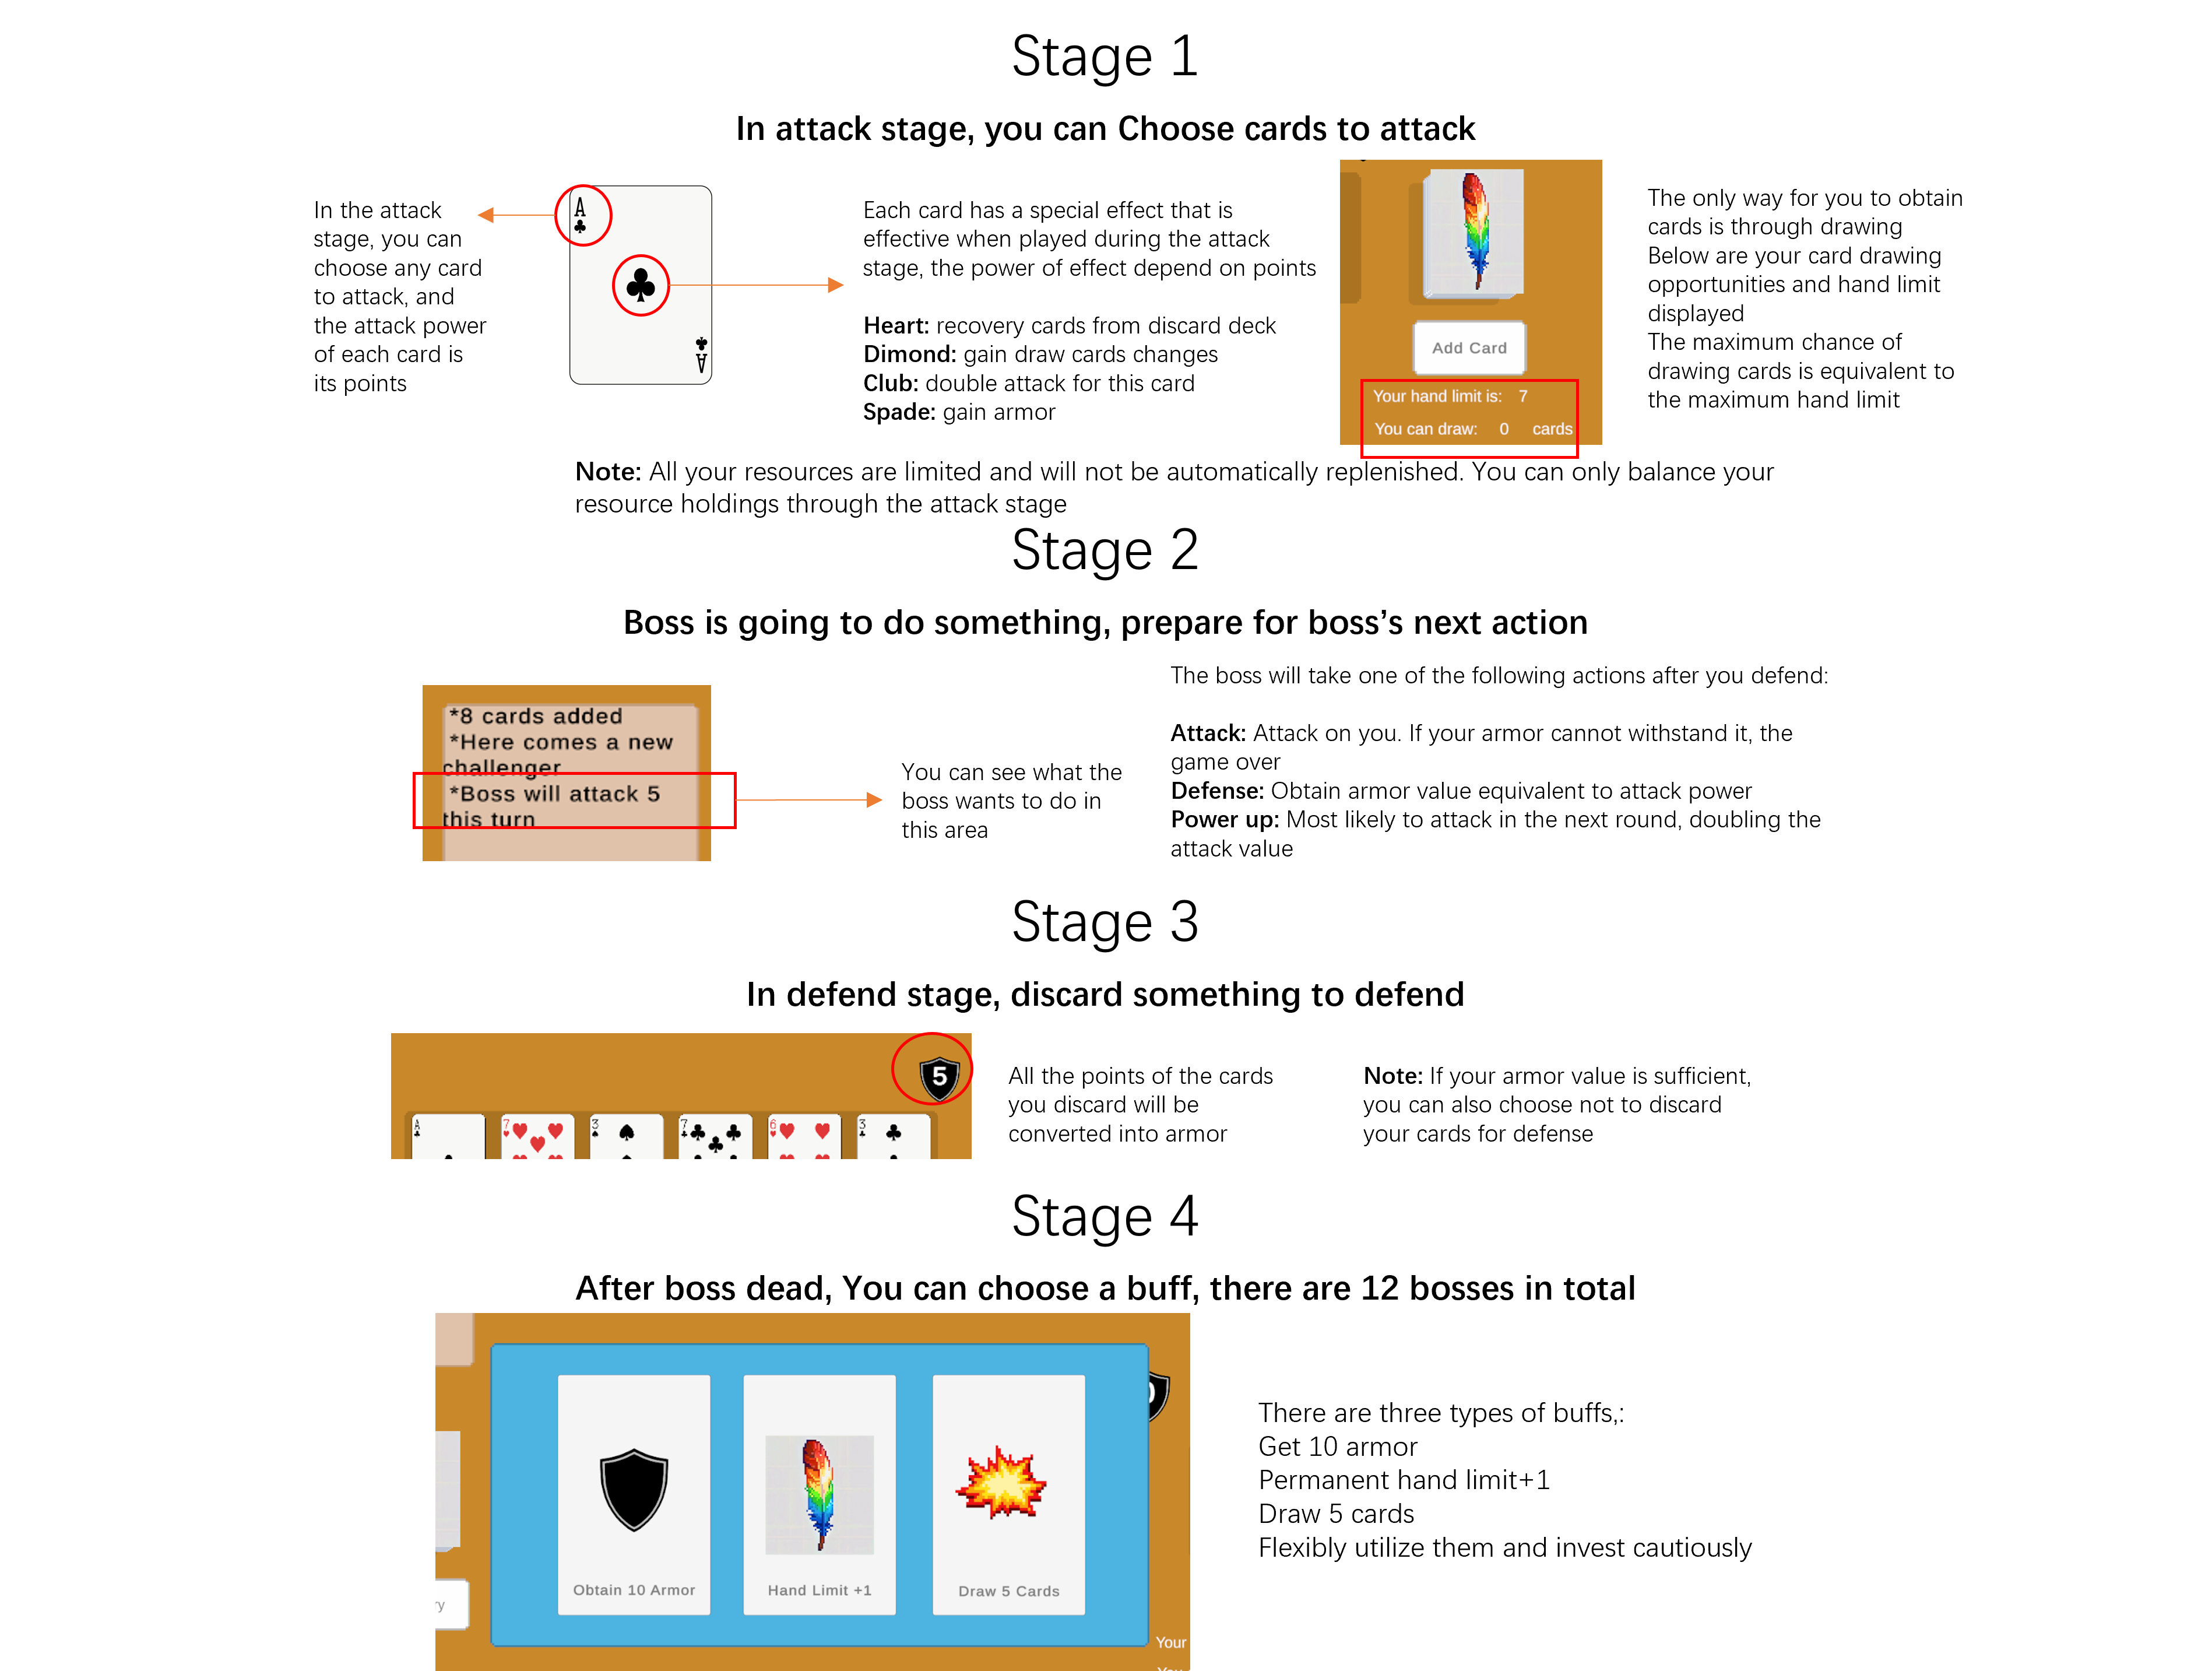 Stage 1
In attack stage, you can Choose cards to attack
In the attack
stage, you can
choose any card
to attack, and
the attack power
of each card is
its points
A
A
Each card has a special effect that is
effective when played during the attack
stage, the power of effect depend on points
Heart: recovery cards from discard deck
Dimond: gain draw cards changes
Club: double attack for this card
Spade: gain armor
Add Card
Your hand limit is: 7
You can draw: 0 cards
The only way for you to obtain
cards is through drawing
Below are your card drawing
opportunities and hand limit
displayed
The maximum chance of
drawing cards is equivalent to
the maximum hand limit
Note: All your resources are limited and will not be automatically replenished. You can only balance your
resource holdings through the attack stage
Stage 2
Boss is going to do something, prepare for boss’s next action
*8 cards added
*Here comes a new
challenger
*Boss will attack 5
this turn
You can see what the
boss wants to do in
this area
The boss will take one of the following actions after you defend:
Attack: Attack on you. If your armor cannot withstand it, the
game over
Defense: Obtain armor value equivalent to attack power
Power up: Most likely to attack in the next round, doubling the
attack value
Stage 3
In defend stage, discard something to defend
5
A 7 3 7 6 3
All the points of the cards
you discard will be
converted into armor
Note: If your armor value is sufficient,
you can also choose not to discard
your cards for defense
Stage 4
After boss dead, You can choose a buff, there are 12 bosses in total
Obtain 10 Armor
Hand Limit +1
Draw 5 Cards
ry
Your
There are three types of buffs,:
Get 10 armor
Permanent hand limit+1
Draw 5 cards
Flexibly utilize them and invest cautiously